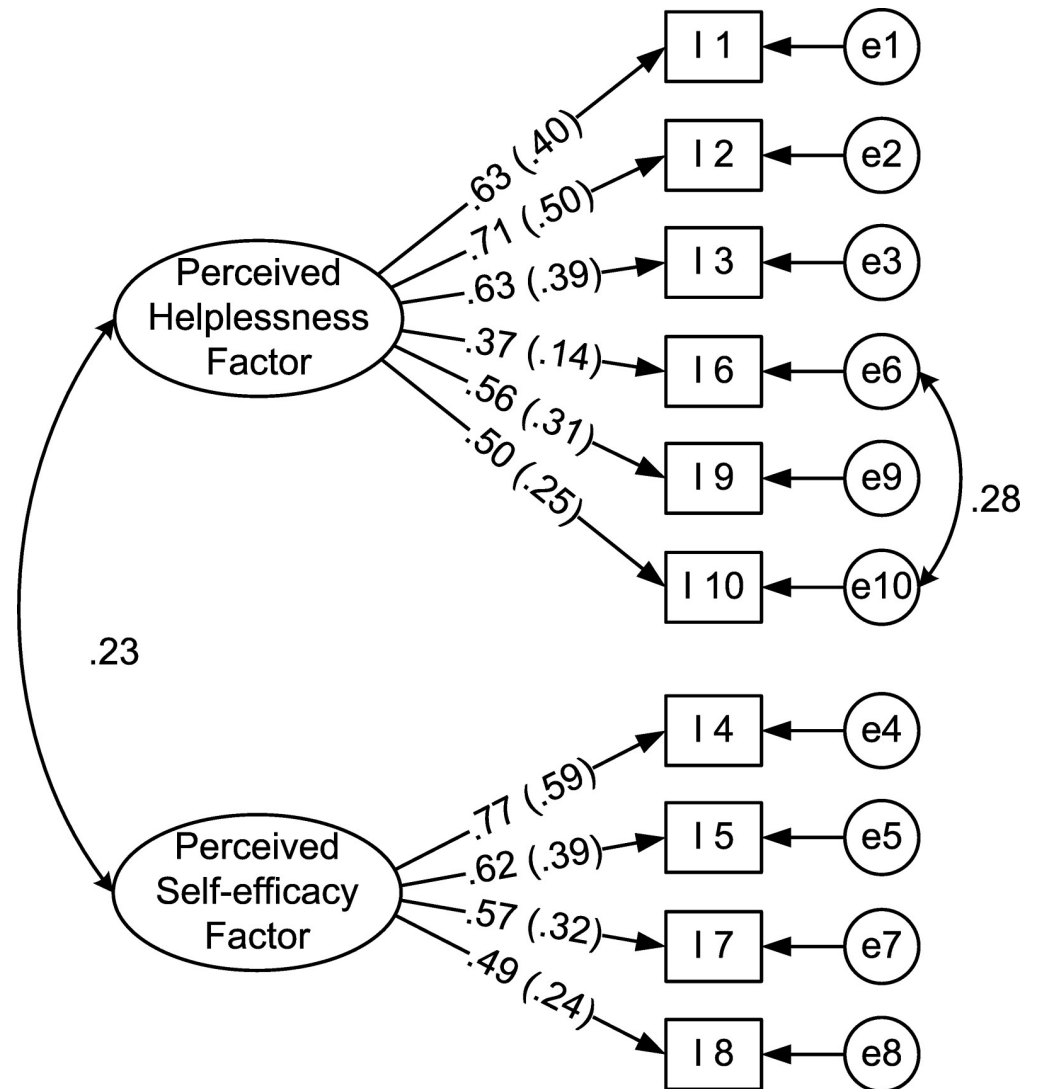 I 1
e1
.63 (.40)
I 2
e2
.71 (.50)
I 3
e3
.63 (.39)
Perceived
Helplessness
Factor
.37 (.14)
I 6
e6
.56 (.31)
I 9
e9
.50 (.25)
.28
I 10
e10
.23
I 4
e4
.77 (.59)
I 5
e5
.62 (.39)
Perceived
Self-efficacy
Factor
.57 (.32)
I 7
e7
.49 (.24)
I 8
e8